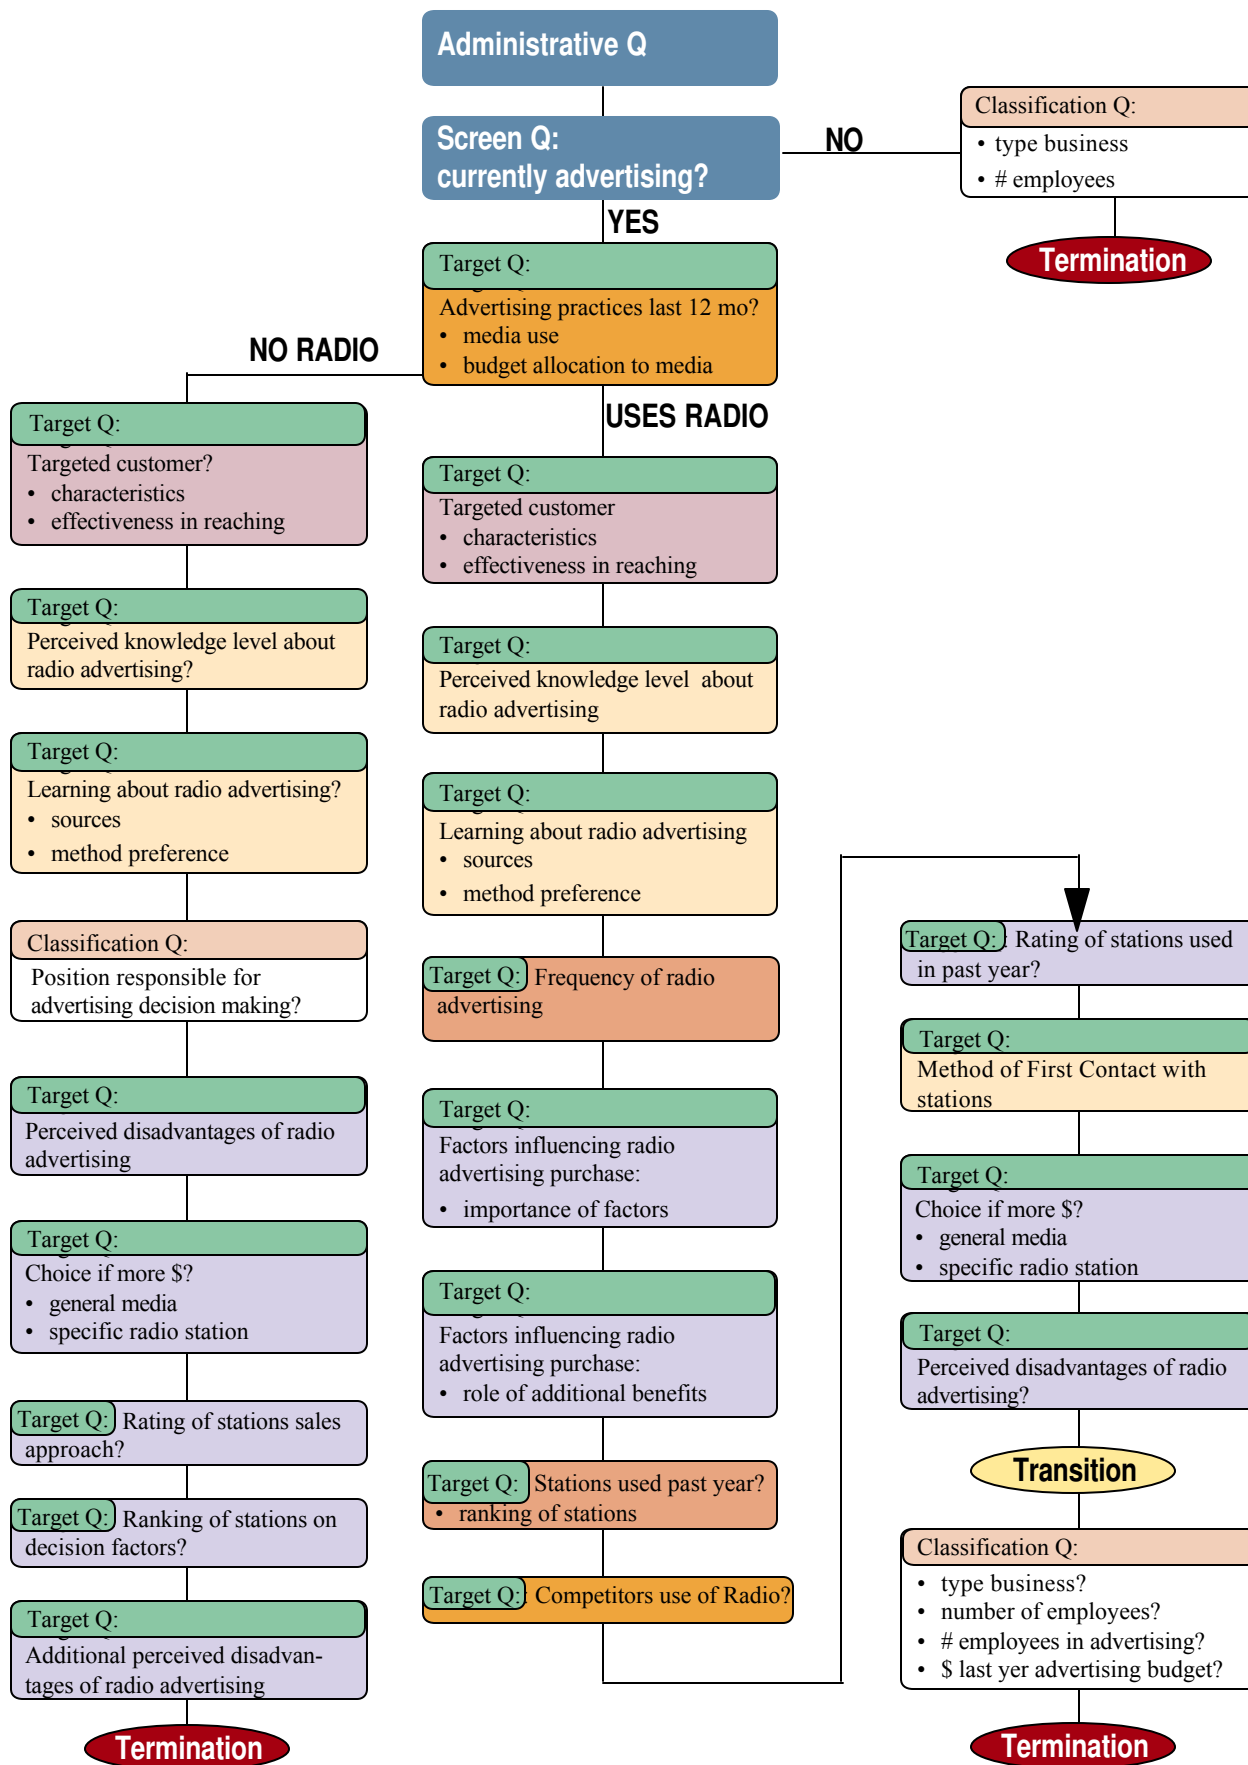 Administrative Q
Screen Q:
currently advertising?
NO
Classification Q:
• type business
• # employees
Termination
YES
Target Q:
Advertising practices last 12 mo?
• media use
• budget allocation to media
NO RADIO
USES RADIO
Target Q:
Targeted customer?
• characteristics
• effectiveness in reaching
Target Q:
Perceived knowledge level about
radio advertising?
Target Q:
Learning about radio advertising?
• sources
• method preference
Classification Q:
Position responsible for
advertising decision making?
Target Q:
Perceived disadvantages of radio
advertising
Target Q:
Choice if more $?
• general media
• specific radio station
Target Q: Rating of stations sales
approach?
Target Q: Ranking of stations on
decision factors?
Target Q:
Additional perceived disadvan-
tages of radio advertising
Termination
Target Q:
Targeted customer
• characteristics
• effectiveness in reaching
Target Q:
Perceived knowledge level about
radio advertising
Target Q:
Learning about radio advertising
• sources
• method preference
Target Q: Frequency of radio
advertising
Target Q:
Factors influencing radio
advertising purchase:
• importance of factors
Target Q:
Factors influencing radio
advertising purchase:
• role of additional benefits
Target Q: Stations used past year?
• ranking of stations
Target Q: Competitors use of Radio?
Target Q: Rating of stations used
in past year?
Target Q:
Method of First Contact with
stations
Target Q:
Choice if more $?
• general media
• specific radio station
Target Q:
Perceived disadvantages of radio
advertising?
Transition
Classification Q:
• type business?
• number of employees?
• # employees in advertising?
• $ last yer advertising budget?
Termination